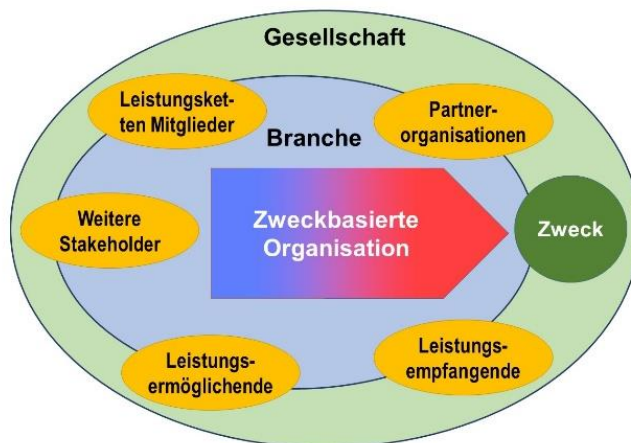 Gesellschaft
Leistungsket-
ten Mitglieder
Partner-
organisationen
Branche
Weitere
Stakeholder
Zweckbasierte
Organisation
Zweck
Leistungs-
ermöglichende
Leistungs-
empfangende